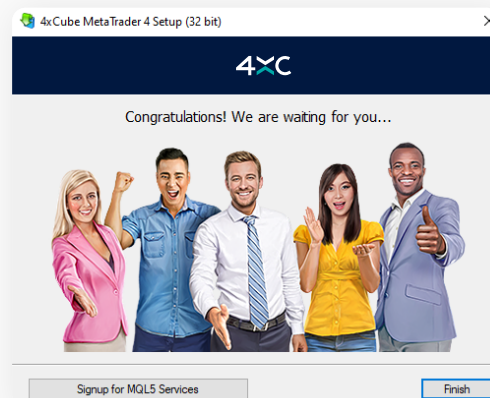 4xCube MetaTrader 4 Setup (32 bit)
4XC
Congratulations! We are waiting for you...
Signup for MQL5 Services
Finish